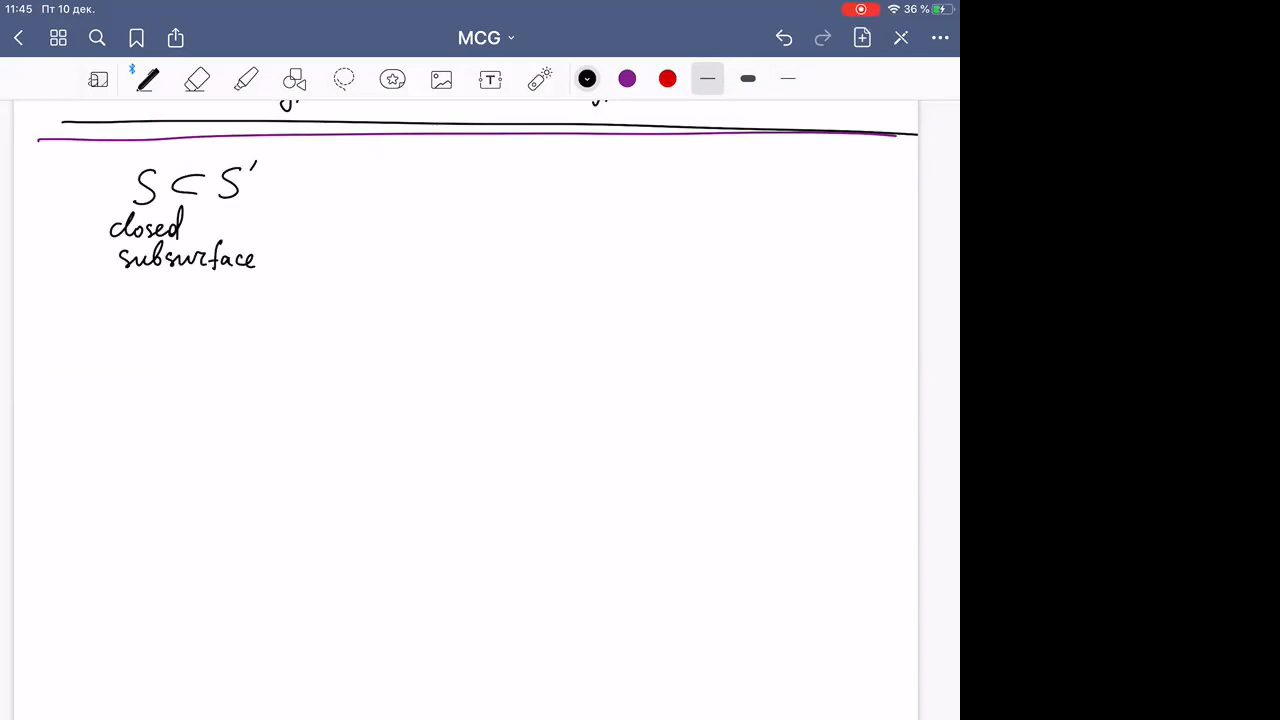 11:45 Пт 10 дек.
36 %
MCG
S ⊂ S'
closed
subsurface